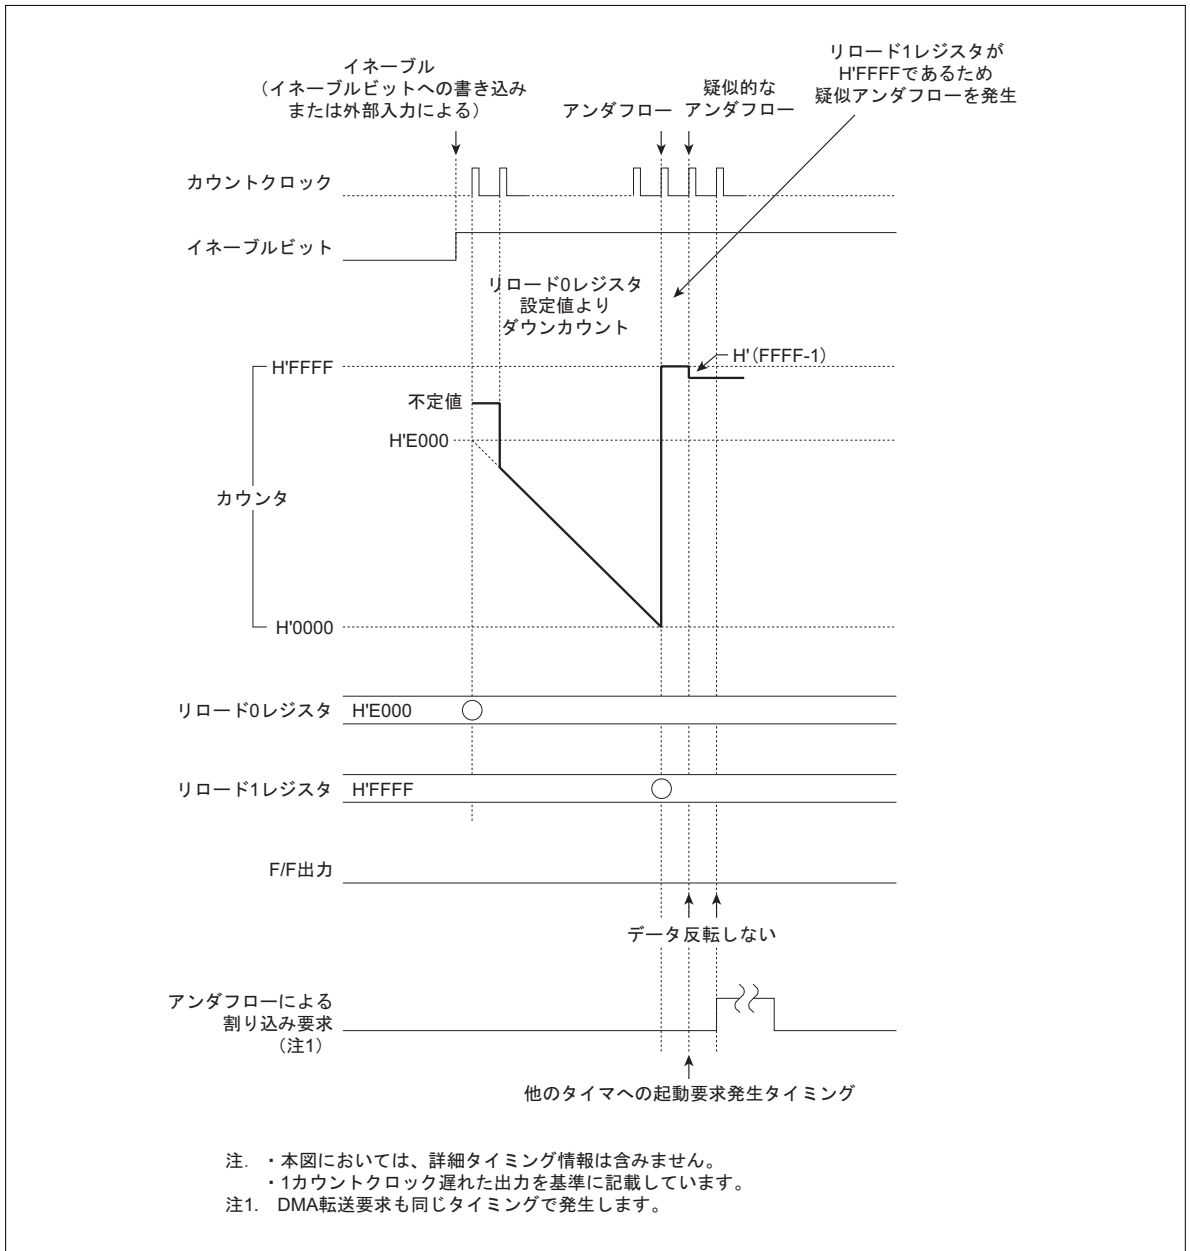 リロード1レジスタが
H'FFFFであるため
疑似アンダフローを発生
イネーブル
（イネーブルビットへの書き込み
または外部入力による）
アンダフロー
疑似的な
アンダフロー
カウントクロック
イネーブルビット
リロード0レジスタ
設定値より
ダウンカウント
H'FFFF
H'(FFFF-1)
不定値
H'E000
カウンタ
H'0000
リロード0レジスタ H'E000
リロード1レジスタ H'FFFF
F/F出力
データ反転しない
アンダフローによる
割り込み要求
（注1）
他のタイマへの起動要求発生タイミング
注. ・本図においては、詳細タイミング情報は含みません。
・1カウントクロック遅れた出力を基準に記載しています。
注1. DMA転送要求も同じタイミングで発生します。